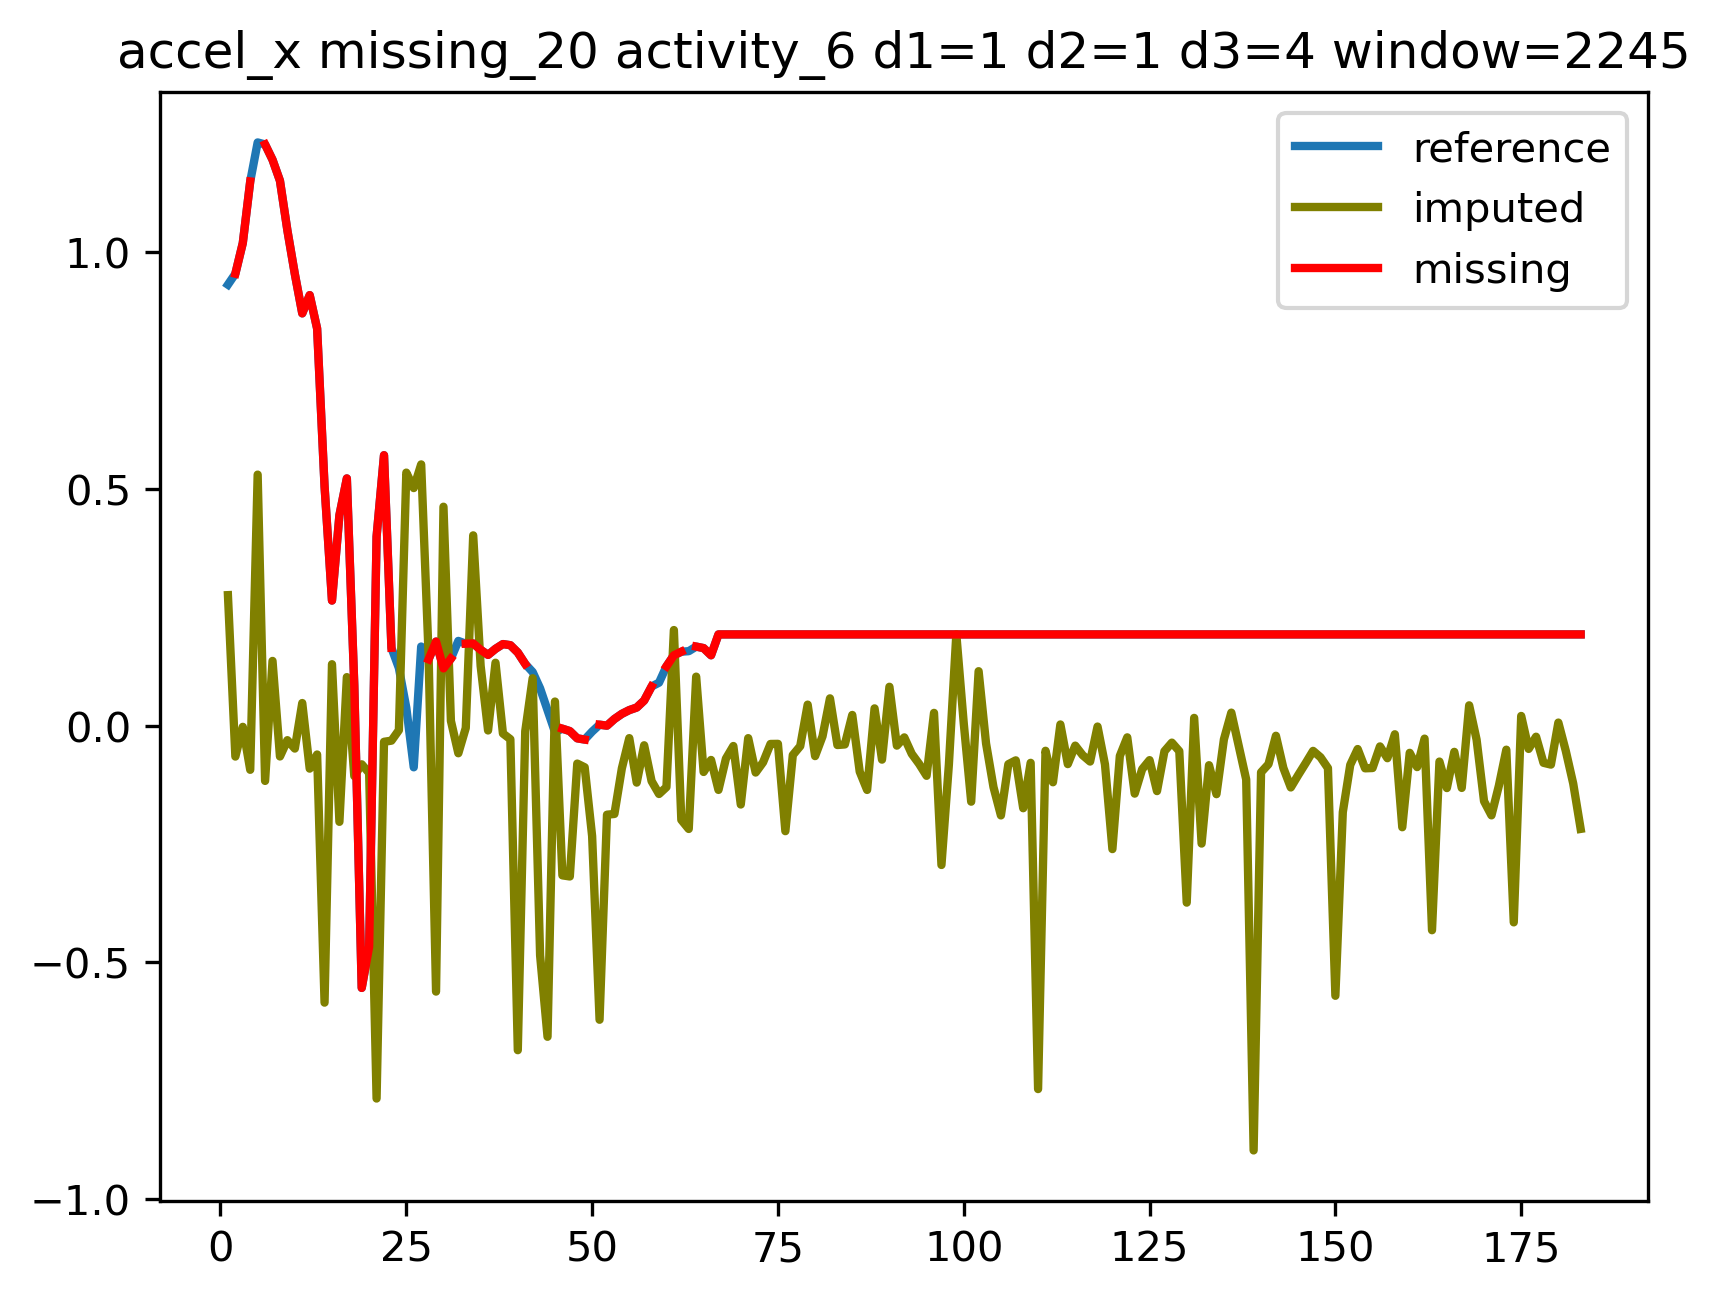 accel_x missing_20 activity_6 d1=1 d2=1 d3=4 window=2245
reference
imputed
missing
1.0
0.5
0.0
−0.5
−1.0
0 25 50 75 100 125 150 175